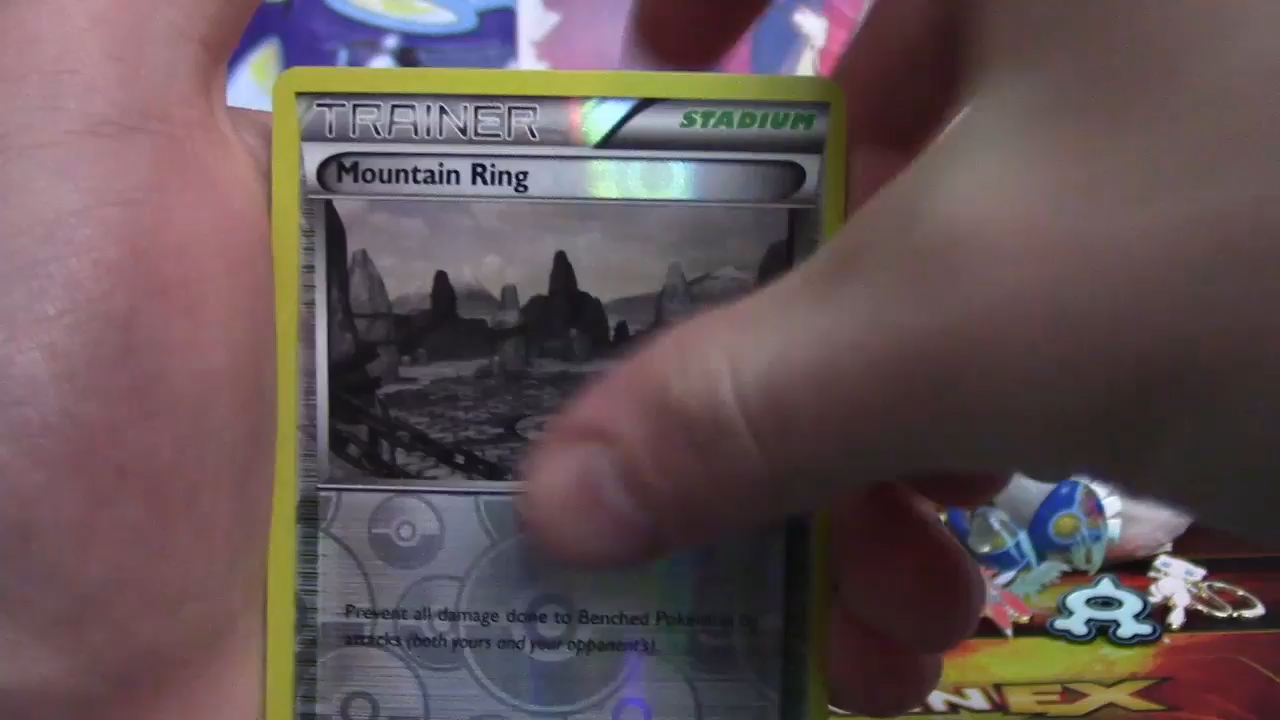 TRAINER STADIUM
Mountain Ring
Prevent all damage done to Benched Pokémon by
attacks (both yours and your opponent's).
EX